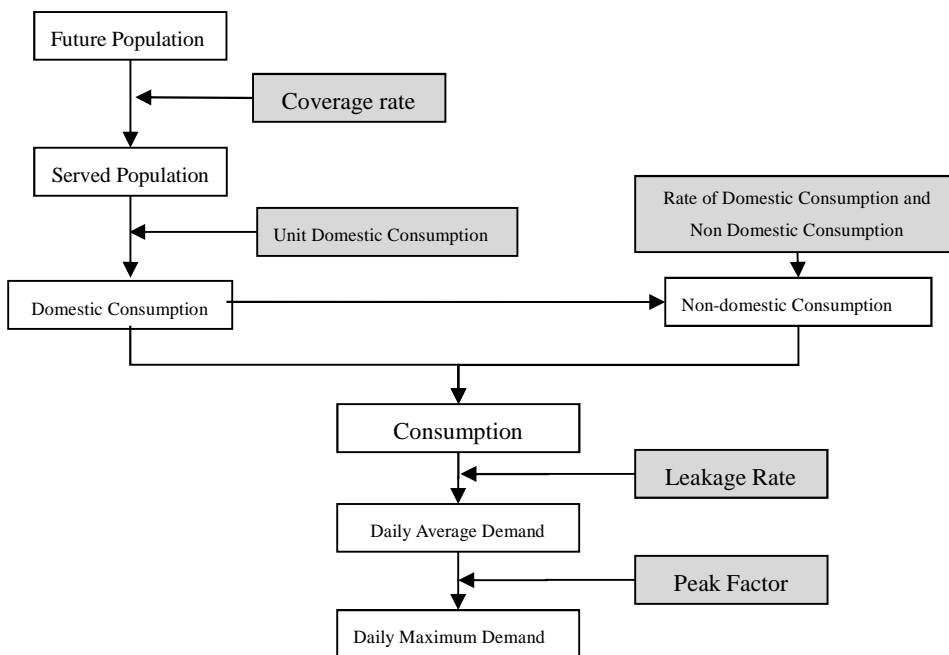 Future Population
Coverage rate
Served Population
Rate of Domestic Consumption and
Non Domestic Consumption
Unit Domestic Consumption
Domestic Consumption
Non-domestic Consumption
Consumption
Leakage Rate
Daily Average Demand
Peak Factor
Daily Maximum Demand